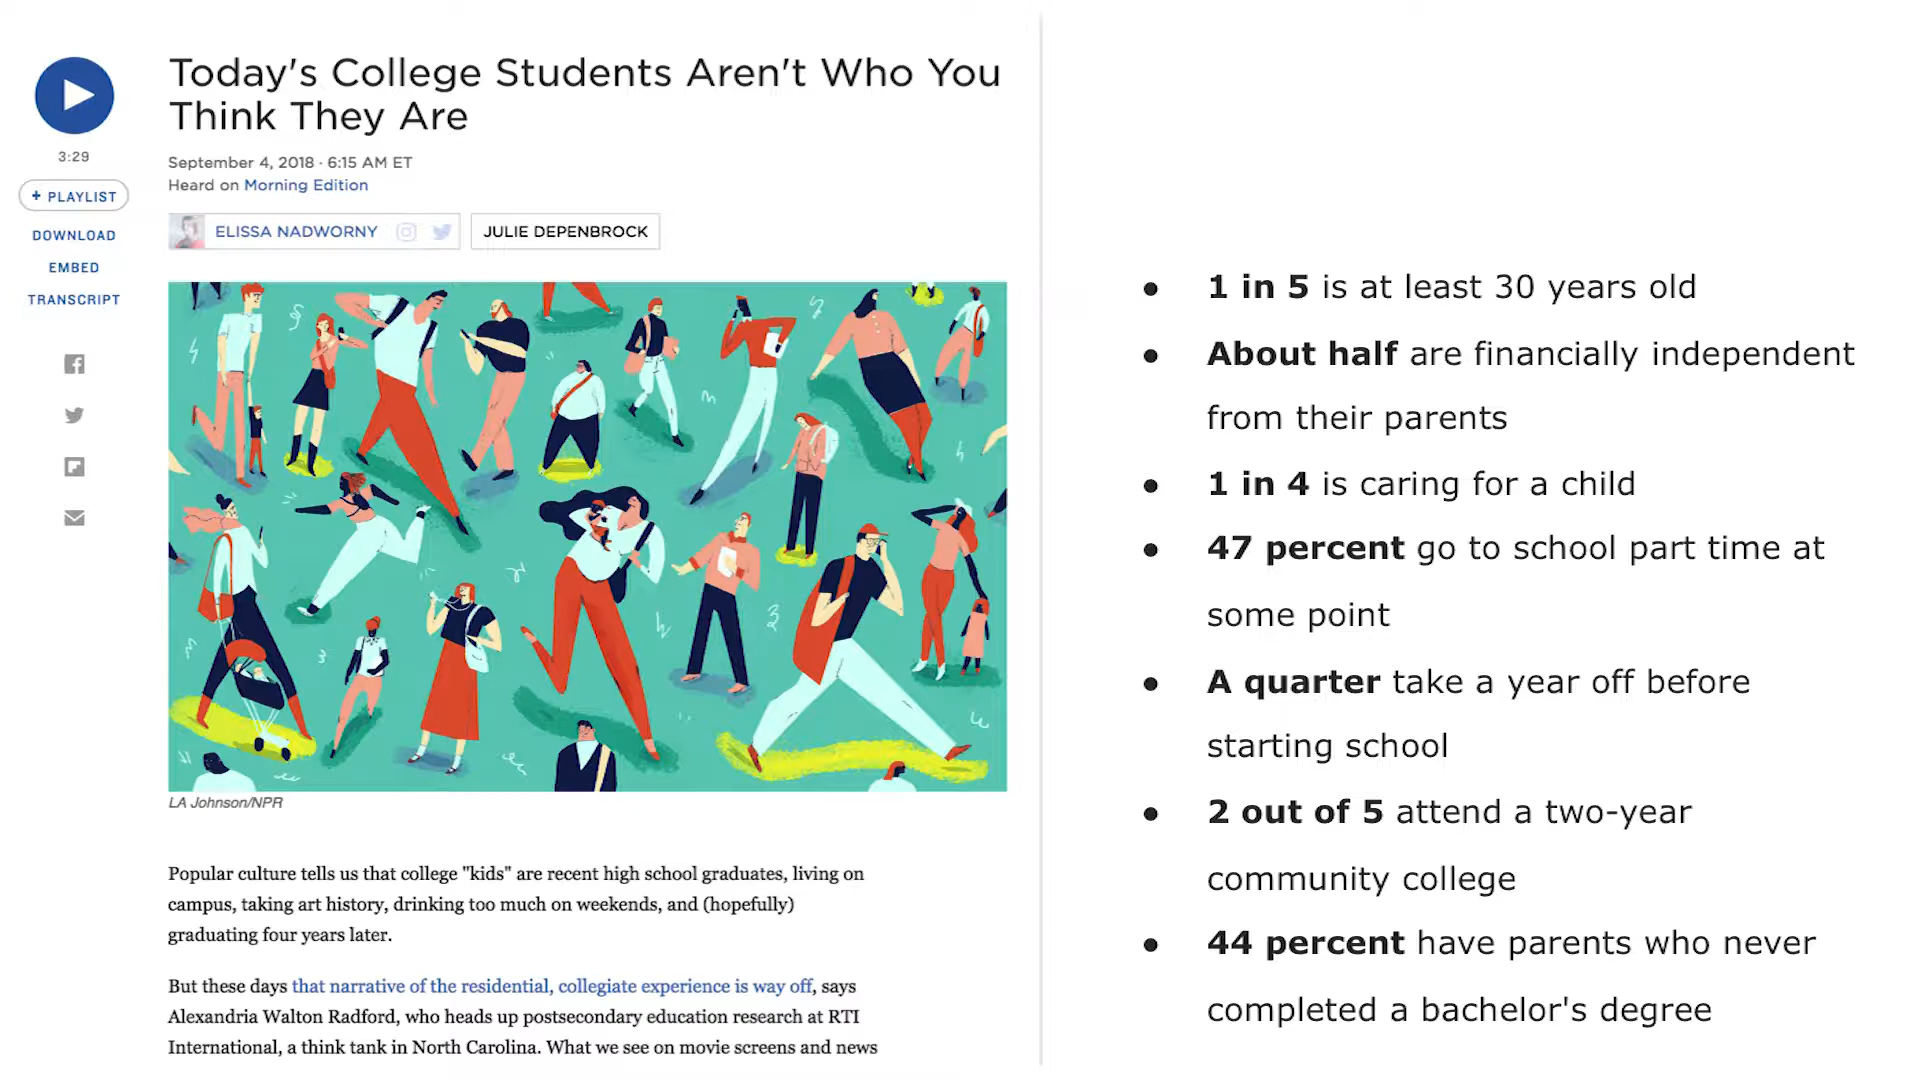 Today's College Students Aren't Who You
Think They Are
3:29
+ PLAYLIST
DOWNLOAD
EMBED
TRANSCRIPT
September 4, 2018 · 6:15 AM ET
Heard on Morning Edition
ELISSA NADWORNY
JULIE DEPENBROCK
LA Johnson/NPR
Popular culture tells us that college "kids" are recent high school graduates, living on
campus, taking art history, drinking too much on weekends, and (hopefully)
graduating four years later.
But these days that narrative of the residential, collegiate experience is way off, says
Alexandria Walton Radford, who heads up postsecondary education research at RTI
International, a think tank in North Carolina. What we see on movie screens and news
● 1 in 5 is at least 30 years old
● About half are financially independent
from their parents
● 1 in 4 is caring for a child
● 47 percent go to school part time at
some point
● A quarter take a year off before
starting school
● 2 out of 5 attend a two-year
community college
● 44 percent have parents who never
completed a bachelor's degree